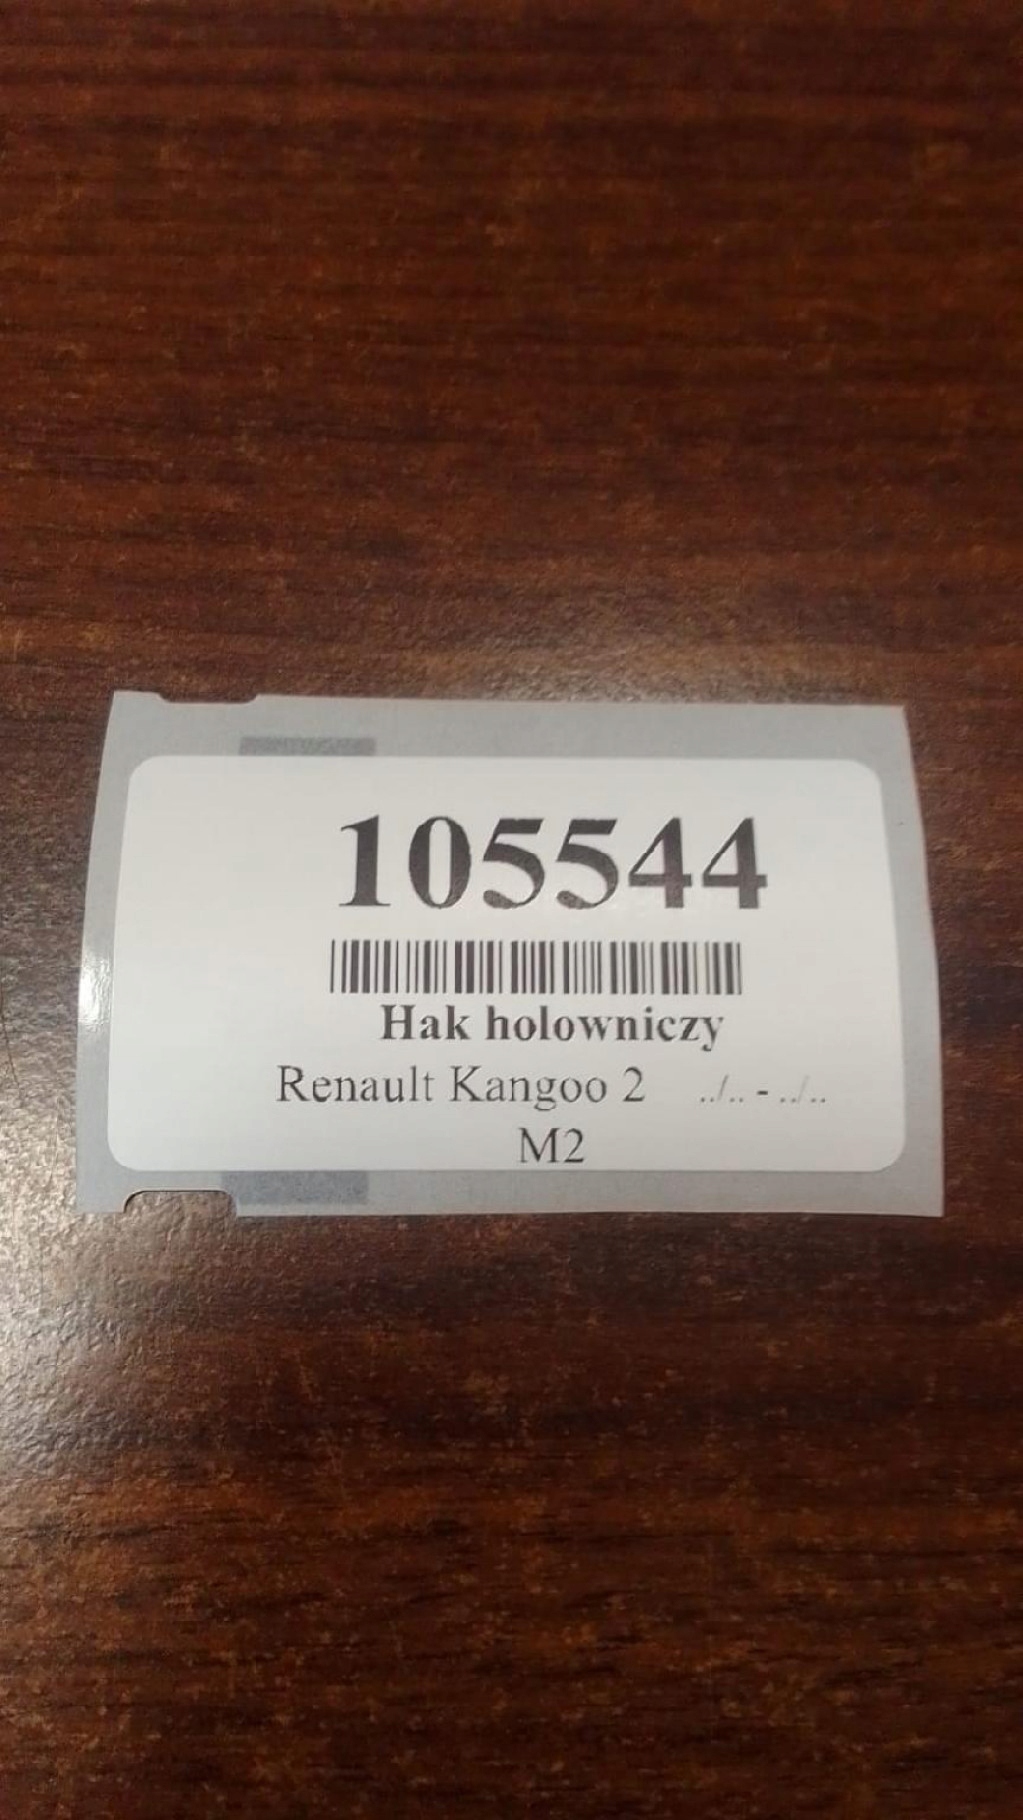 105544
Hak holowniczy
Renault Kangoo 2 ../.. - ../..
M2